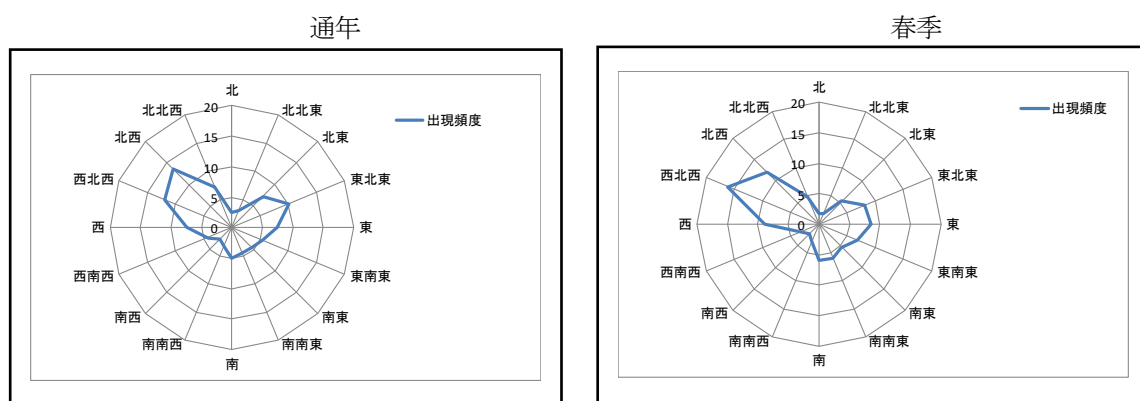 通年
北
北北東
北東
東北東
東
東南東
南東
南南東
南
南南西
南西
西南西
西
西北西
北西
北北西
20
15
10
5
0
出現頻度
春季
北
北北東
北東
東北東
東
東南東
南東
南南東
南
南南西
南西
西南西
西
西北西
北西
北北西
20
15
10
5
0
出現頻度